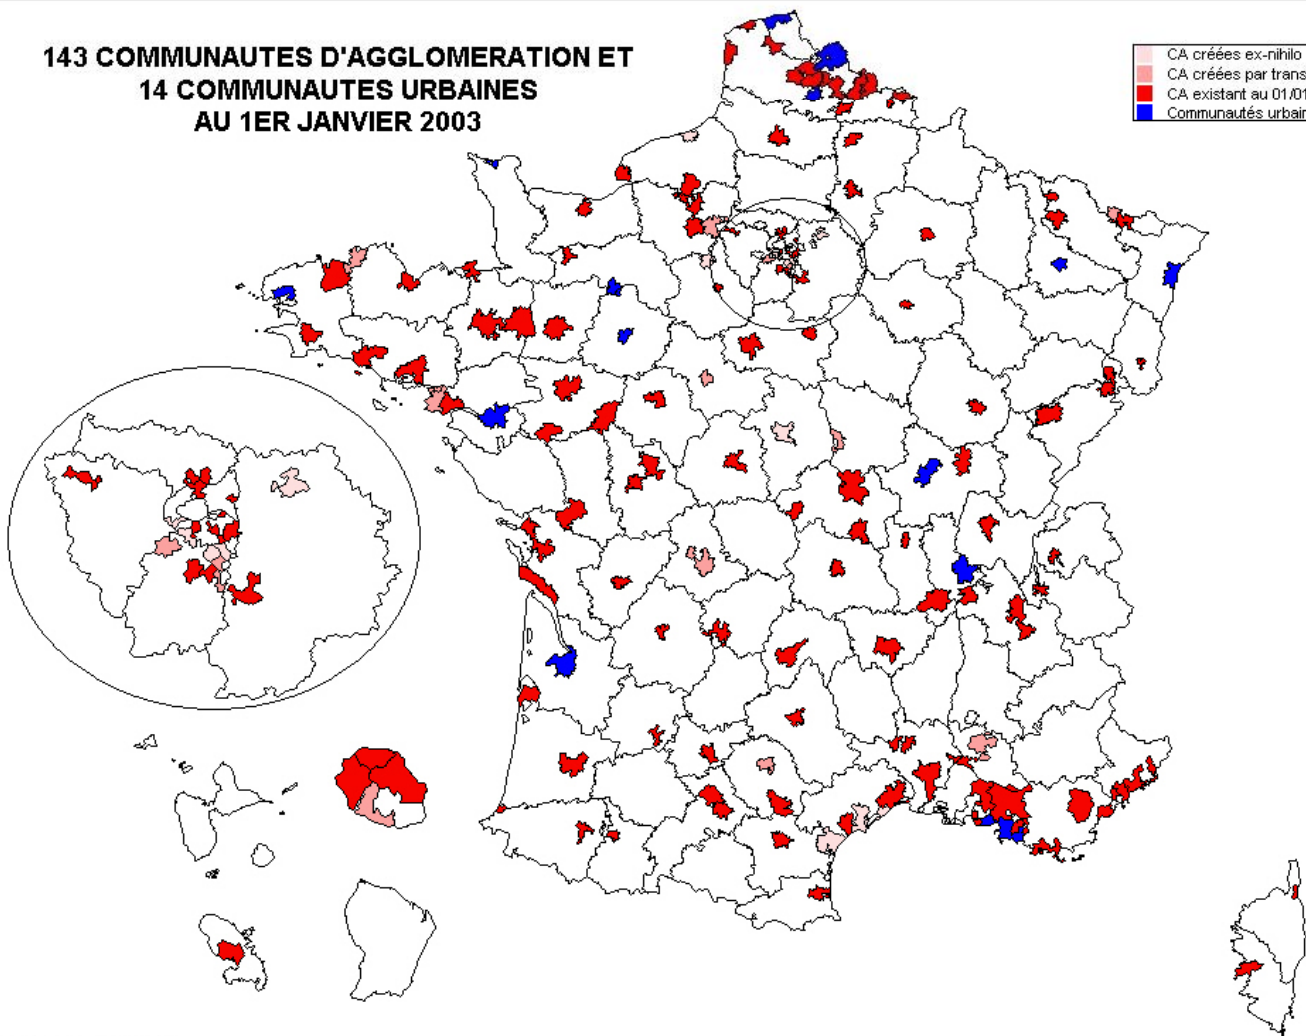 143 COMMUNAUTES D'AGGLOMERATION ET
14 COMMUNAUTES URBAINES
AU 1ER JANVIER 2003
CA créées ex-nihilo
CA créées par trans
CA existant au 01/01
Communautés urbain